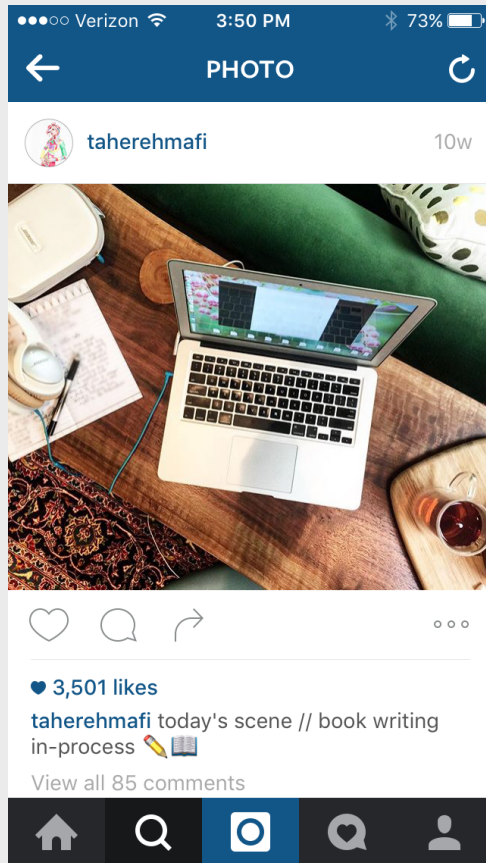 Verizon 3:50 PM 73%
PHOTO
taherehmafi 10w
3,501 likes
taherehmafi today's scene // book writing
in-process ✏️📖
View all 85 comments